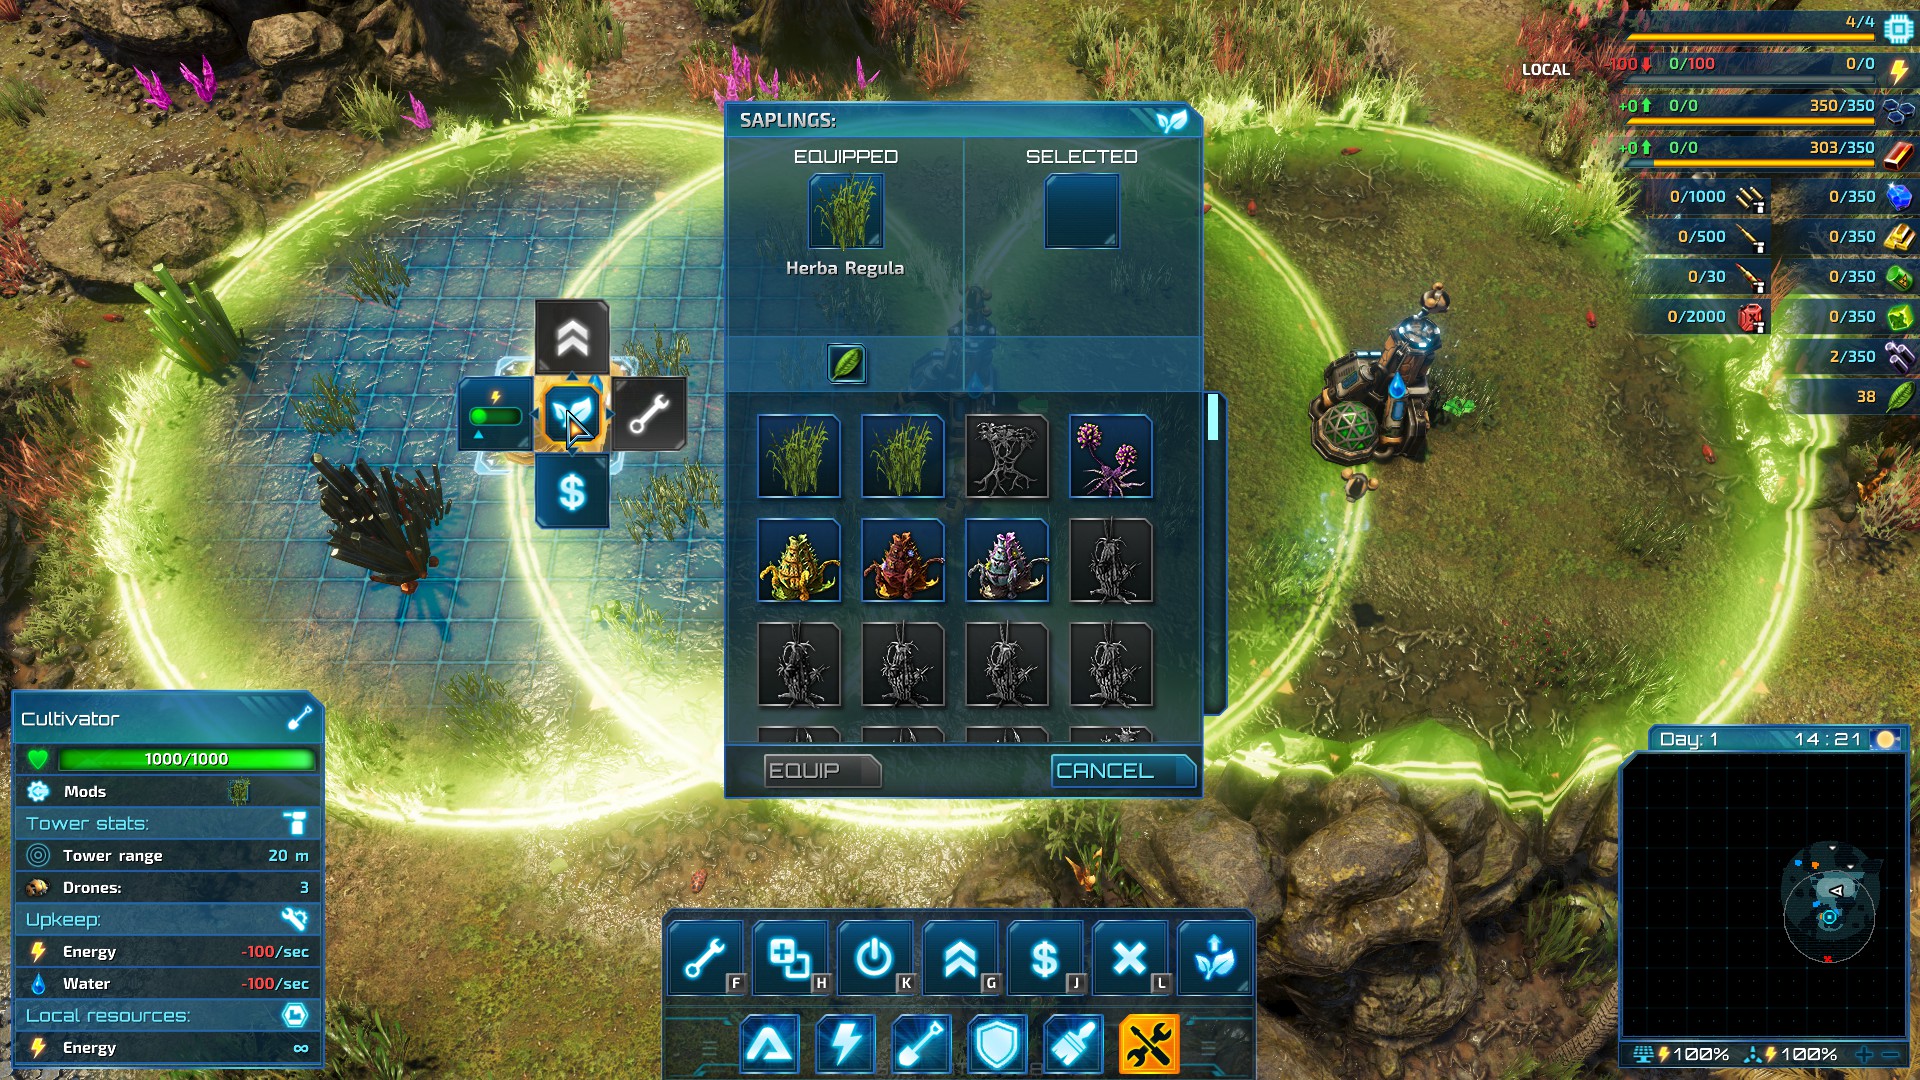 4/4
LOCAL
-100 0/100 0/0
+0 0/0 350/350
+0 0/0 303/350
0/1000 0/350
0/500 0/350
0/30 0/350
0/2000 0/350
2/350
38
SAPLINGS:
EQUIPPED
SELECTED
Herba Regula
$
EQUIP
CANCEL
Cultivator
1000/1000
Mods
Tower stats:
Tower range 20 m
Drones: 3
Upkeep:
Energy -100/sec
Water -100/sec
Local resources:
Energy ∞
F H K G $ J L
Day: 1 14:21
100% 100%